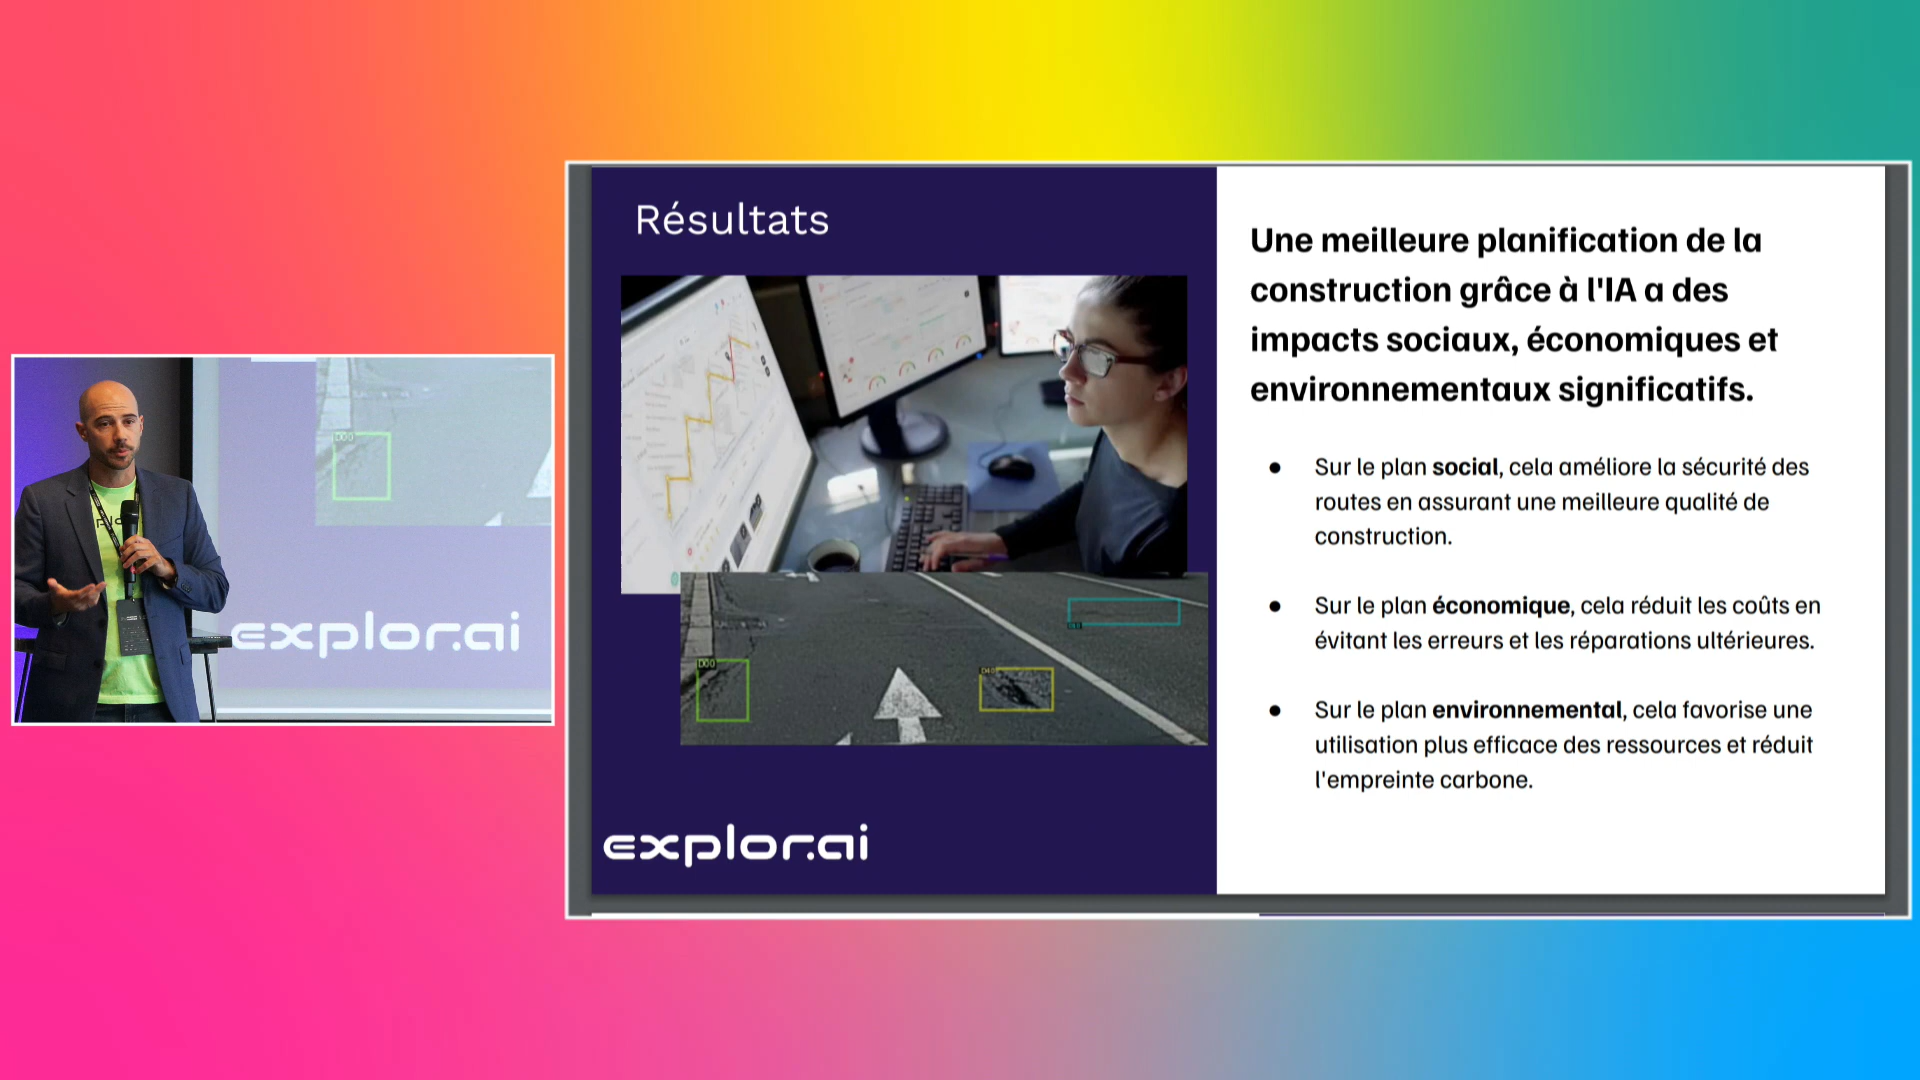 Résultats
D00
D00
D40
explor.ai
explor.ai
Une meilleure planification de la
construction grâce à l'IA a des
impacts sociaux, économiques et
environnementaux significatifs.
● Sur le plan social, cela améliore la sécurité des
routes en assurant une meilleure qualité de
construction.
● Sur le plan économique, cela réduit les coûts en
évitant les erreurs et les réparations ultérieures.
● Sur le plan environnemental, cela favorise une
utilisation plus efficace des ressources et réduit
l'empreinte carbone.